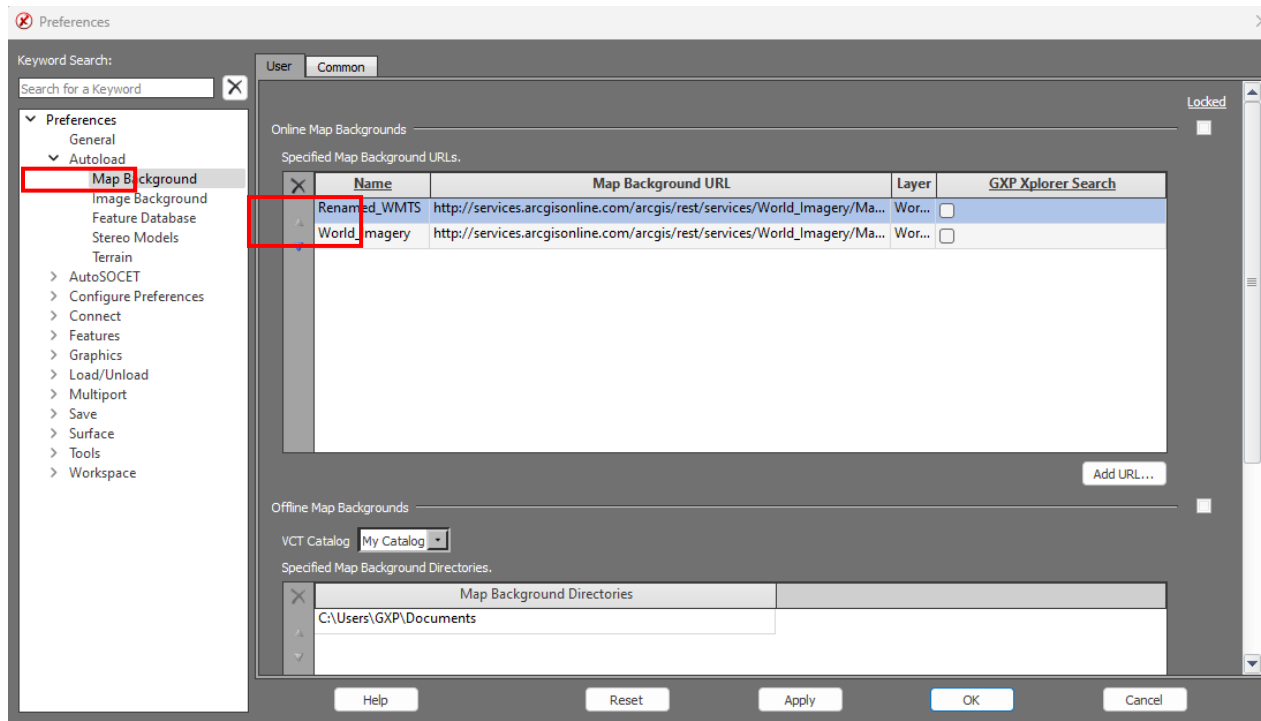 Preferences
Keyword Search:
Search for a Keyword
Preferences
General
Autoload
Map Background
Image Background
Feature Database
Stereo Models
Terrain
AutoSOCET
Configure Preferences
Connect
Features
Graphics
Load/Unload
Multiport
Save
Surface
Tools
Workspace
User Common
Locked
Online Map Backgrounds
Specified Map Background URLs.
Name Map Background URL Layer GXP Xplorer Search
Renamed_WMTS http://services.arcgisonline.com/arcgis/rest/services/World_Imagery/Ma... Wor...
World_Imagery http://services.arcgisonline.com/arcgis/rest/services/World_Imagery/Ma... Wor...
Add URL...
Offline Map Backgrounds
VCT Catalog My Catalog
Specified Map Background Directories.
Map Background Directories
C:\Users\GXP\Documents
Help Reset Apply OK Cancel